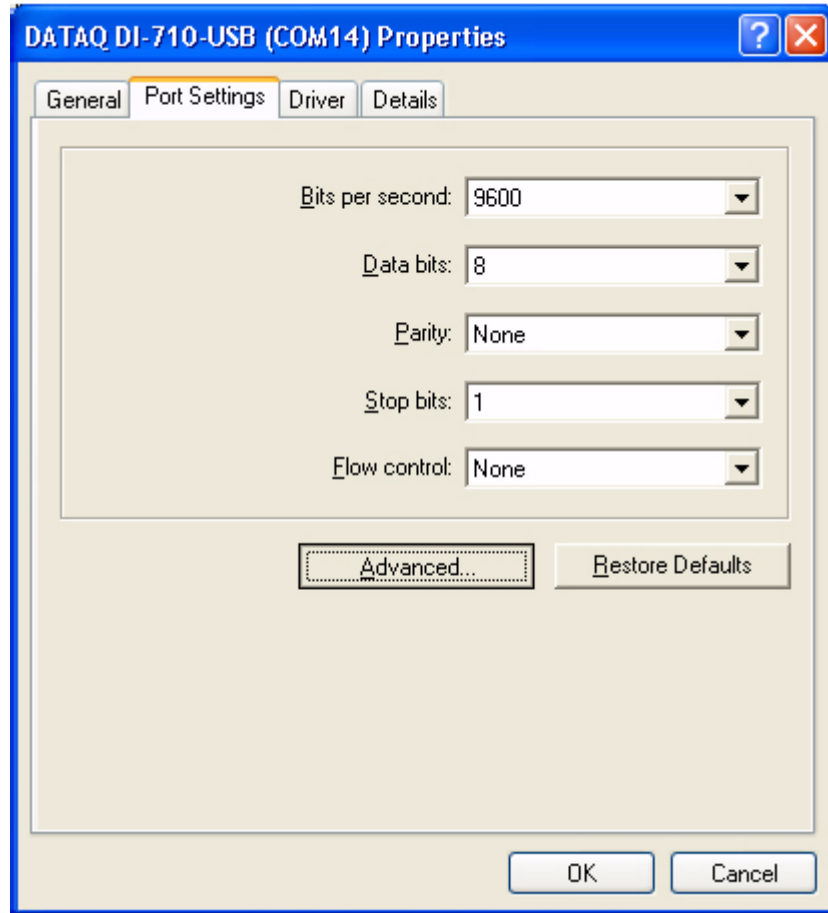 DATAQ DI-710-USB (COM14) Properties
General Port Settings Driver Details
Bits per second: 9600
Data bits: 8
Parity: None
Stop bits: 1
Flow control: None
Advanced... Restore Defaults
OK Cancel